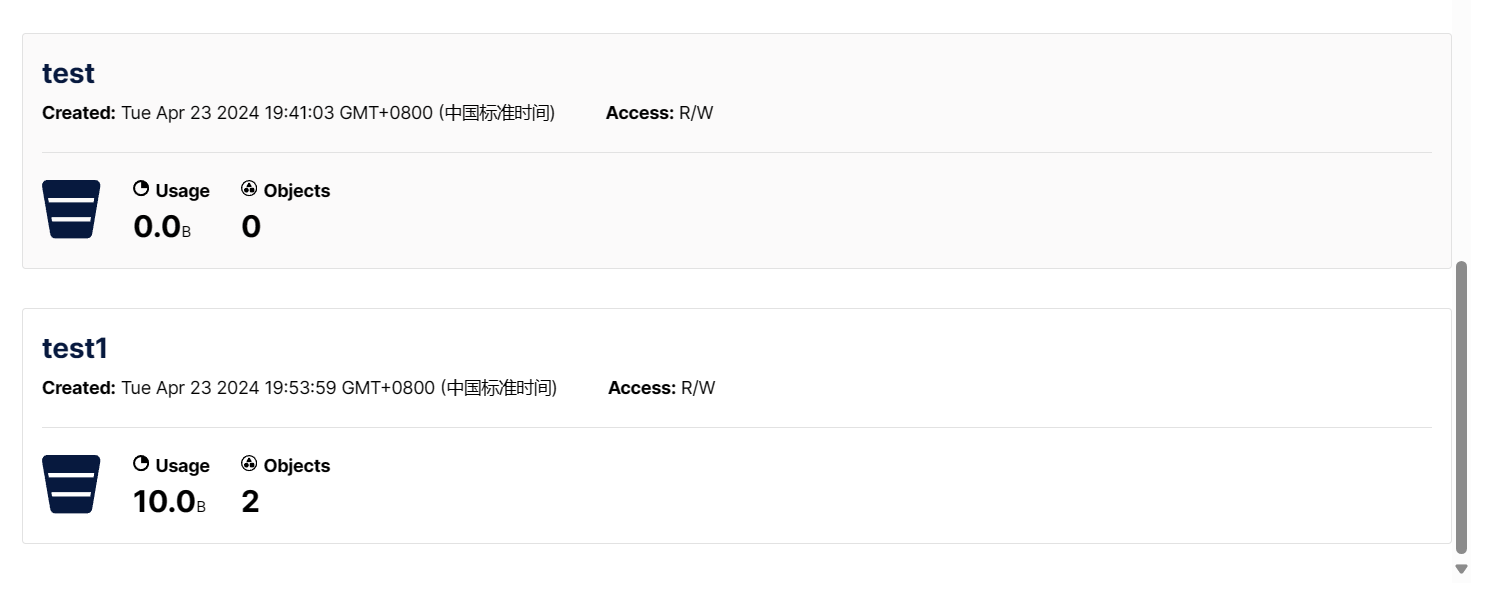 test
Created: Tue Apr 23 2024 19:41:03 GMT+0800 (中国标准时间) Access: R/W
Usage Objects
0.0B 0
test1
Created: Tue Apr 23 2024 19:53:59 GMT+0800 (中国标准时间) Access: R/W
Usage Objects
10.0B 2